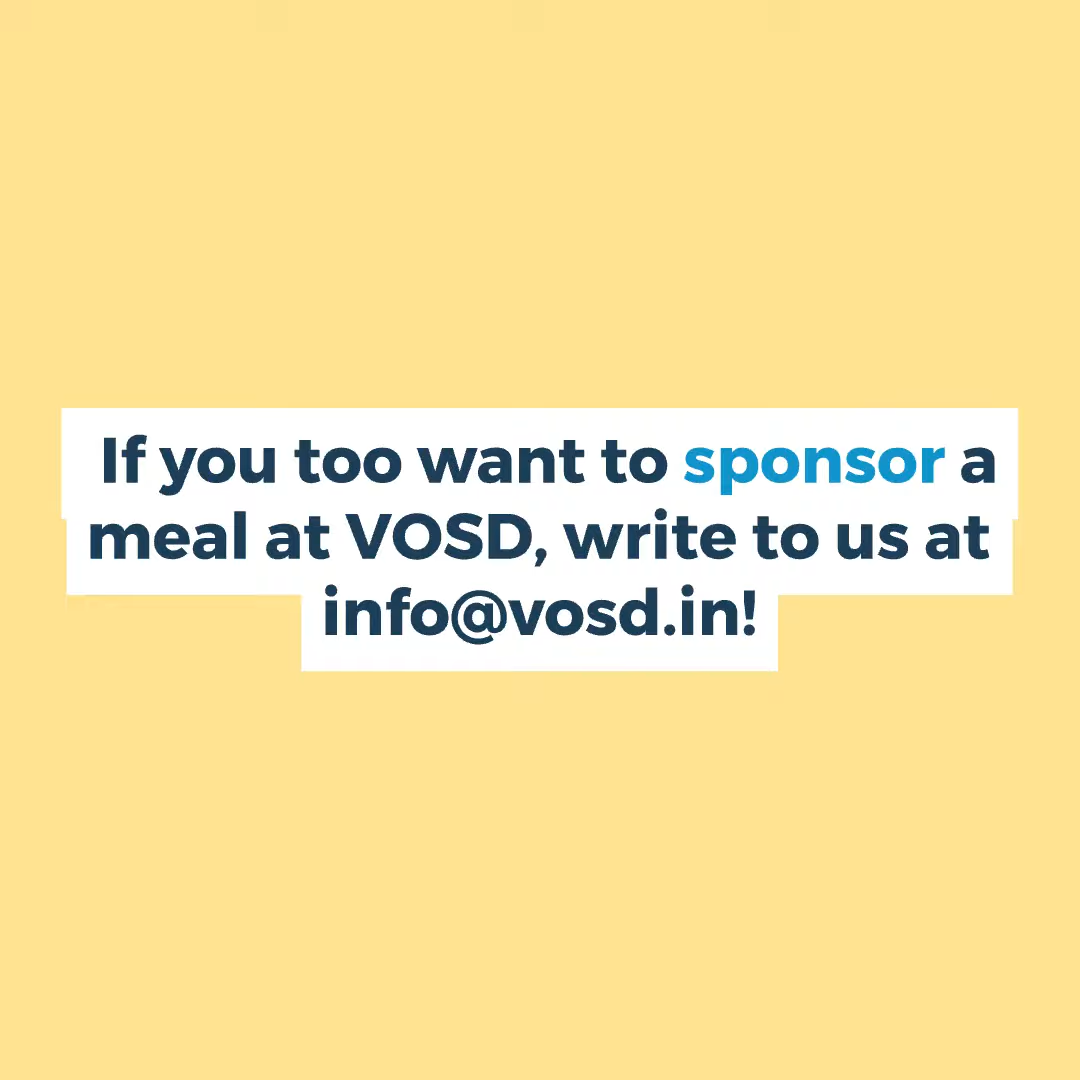 If you too want to sponsor a
meal at VOSD, write to us at
info@vosd.in!